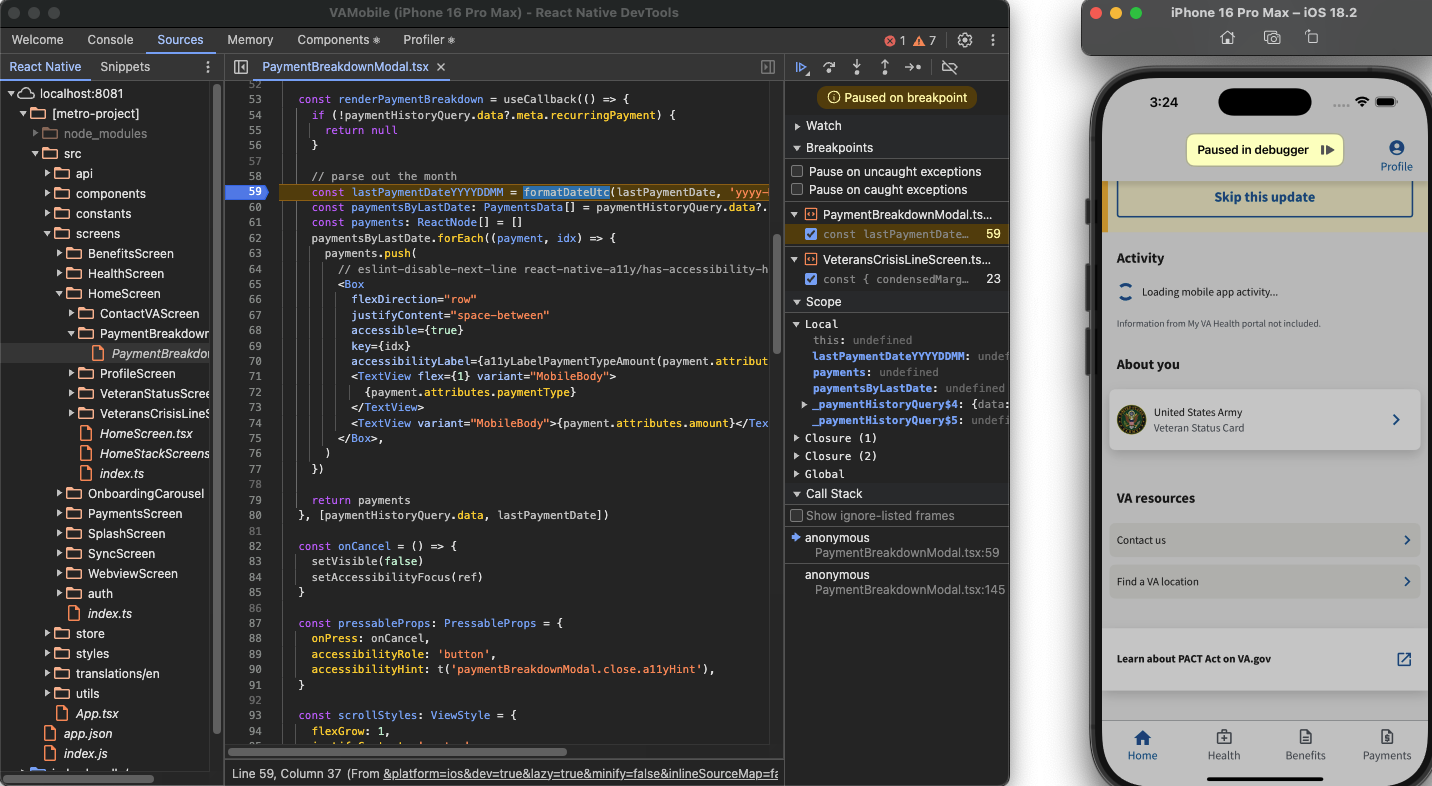 VAMobile (iPhone 16 Pro Max) - React Native DevTools
Welcome Console Sources Memory Components ⚛ Profiler ⚛ 1 7
React Native Snippets
localhost:8081
[metro-project]
node_modules
src
api
components
constants
screens
BenefitsScreen
HealthScreen
HomeScreen
ContactVAScreen
PaymentBreakdown
PaymentBreakdo
ProfileScreen
VeteranStatusScree
VeteransCrisisLineS
HomeScreen.tsx
HomeStackScreens
index.ts
OnboardingCarousel
PaymentsScreen
SplashScreen
SyncScreen
WebviewScreen
auth
index.ts
store
styles
translations/en
utils
App.tsx
app.json
index.js
PaymentBreakdownModal.tsx ×
52
53 const renderPaymentBreakdown = useCallback(() => {
54 if (!paymentHistoryQuery.data?.meta.recurringPayment) {
55 return null
56 }
57
58 // parse out the month
59 const lastPaymentDateYYYYDDMM = formatDateUtc(lastPaymentDate, 'yyyy-
60 const paymentsByLastDate: PaymentsData[] = paymentHistoryQuery.data?.
61 const payments: ReactNode[] = []
62 paymentsByLastDate.forEach((payment, idx) => {
63 payments.push(
64 // eslint-disable-next-line react-native-a11y/has-accessibility-h
65 <Box
66 flexDirection="row"
67 justifyContent="space-between"
68 accessible={true}
69 key={idx}
70 accessibilityLabel={a11yLabelPaymentTypeAmount(payment.attribut
71 <TextView flex={1} variant="MobileBody">
72 {payment.attributes.paymentType}
73 </TextView>
74 <TextView variant="MobileBody">{payment.attributes.amount}</Tex
75 </Box>,
76 )
77 })
78
79 return payments
80 }, [paymentHistoryQuery.data, lastPaymentDate])
81
82 const onCancel = () => {
83 setVisible(false)
84 setAccessibilityFocus(ref)
85 }
86
87 const pressableProps: PressableProps = {
88 onPress: onCancel,
89 accessibilityRole: 'button',
90 accessibilityHint: t('paymentBreakdownModal.close.a11yHint'),
91 }
92
93 const scrollStyles: ViewStyle = {
94 flexGrow: 1,
Line 59, Column 37 (From &platform=ios&dev=true&lazy=true&minify=false&inlineSourceMap=fa
Paused on breakpoint
Watch
Breakpoints
Pause on uncaught exceptions
Pause on caught exceptions
PaymentBreakdownModal.ts...
const lastPaymentDate... 59
VeteransCrisisLineScreen.ts...
const { condensedMarg... 23
Scope
Local
this: undefined
lastPaymentDateYYYYDDMM: undef
payments: undefined
paymentsByLastDate: undefined
_paymentHistoryQuery$4: {data:
_paymentHistoryQuery$5: undefi
Closure (1)
Closure (2)
Global
Call Stack
Show ignore-listed frames
anonymous
PaymentBreakdownModal.tsx:59
anonymous
PaymentBreakdownModal.tsx:145
iPhone 16 Pro Max – iOS 18.2
3:24
Paused in debugger
Profile
Skip this update
Activity
Loading mobile app activity...
Information from My VA Health portal not included.
About you
United States Army
Veteran Status Card
VA resources
Contact us
Find a VA location
Learn about PACT Act on VA.gov
Home Health Benefits Payments